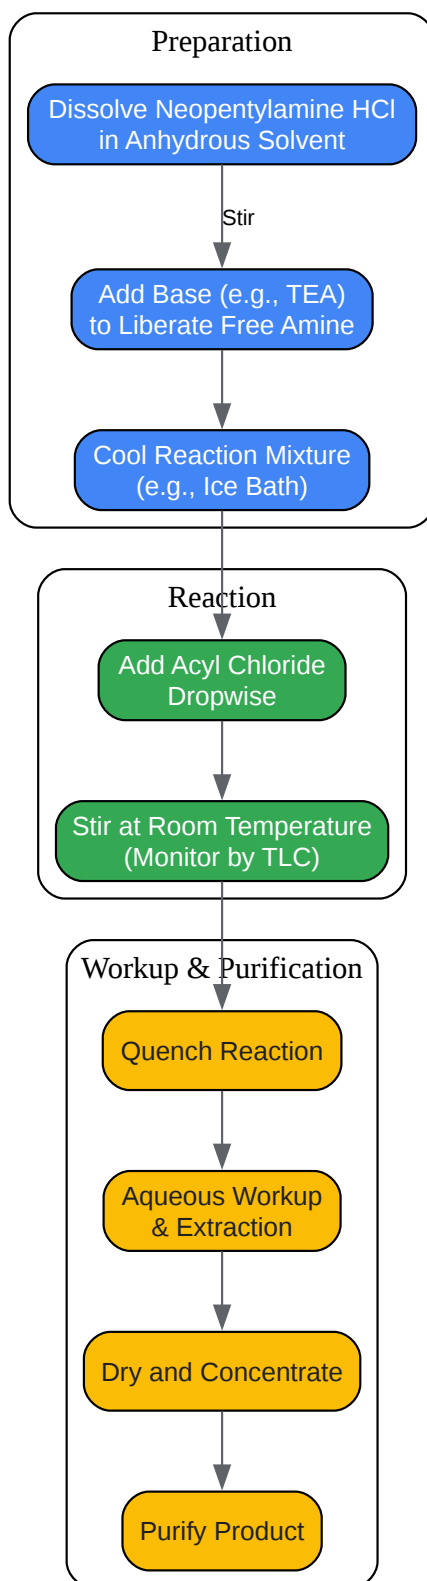 Preparation
Dissolve Neopentylamine HCl
in Anhydrous Solvent
Stir
Add Base (e.g., TEA)
to Liberate Free Amine
Cool Reaction Mixture
(e.g., Ice Bath)
Reaction
Add Acyl Chloride
Dropwise
Stir at Room Temperature
(Monitor by TLC)
Workup & Purification
Quench Reaction
Aqueous Workup
& Extraction
Dry and Concentrate
Purify Product